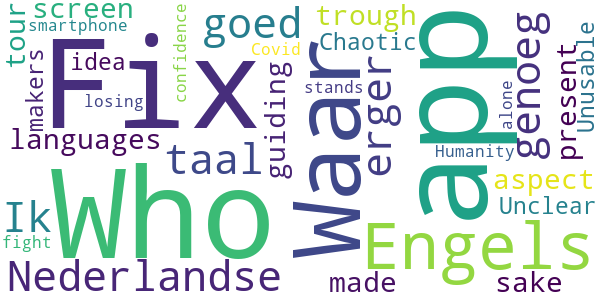 tour
screen
smartphone
makers
Fix
idea
losing
confidence
goed
Covid
languages
taal
guiding
Who
Ik
fight
Nederlandse
trough
Chaotic
Waar
stands
erger
app
alone
genoeg
present
Unusable
Humanity
aspect
Unclear
Engels
made
sake